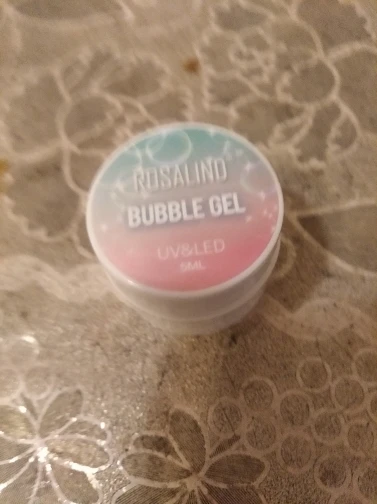 ROSALIND
BUBBLE GEL
UV&LED
5ML